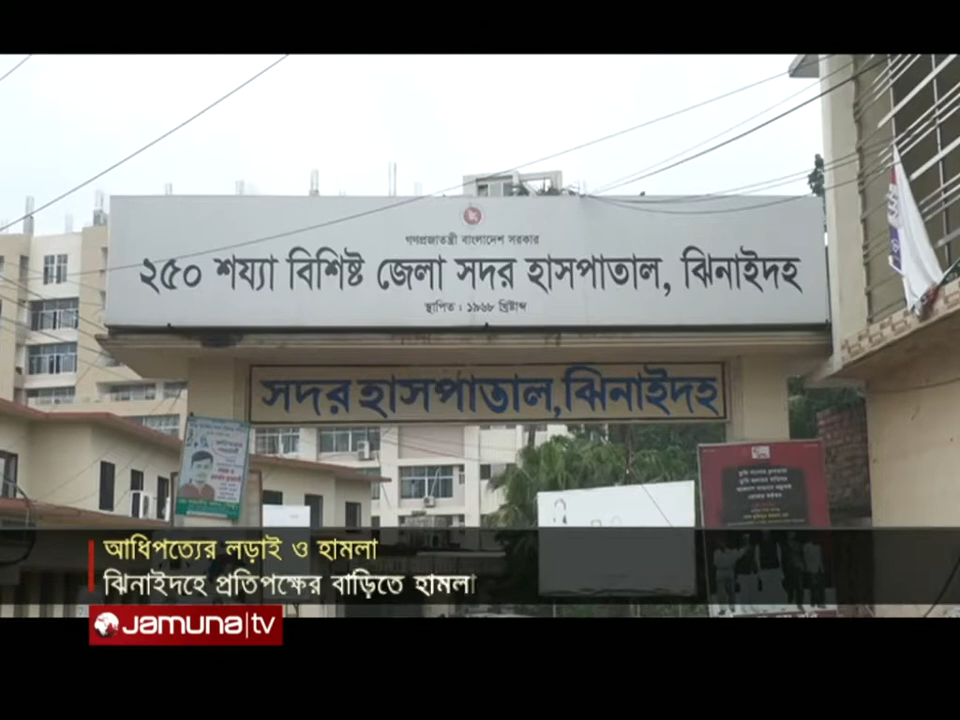 গণপ্রজাতন্ত্রী বাংলাদেশ সরকার
২৫০ শয্যা বিশিষ্ট জেলা সদর হাসপাতাল, ঝিনাইদহ
স্থাপিত : ১৯৬৮ খ্রিষ্টাব্দ
সদর হাসপাতাল, ঝিনাইদহ
আধিপত্যের লড়াই ও হামলা
ঝিনাইদহে প্রতিপক্ষের বাড়িতে হামলা
JAMUNA|tv